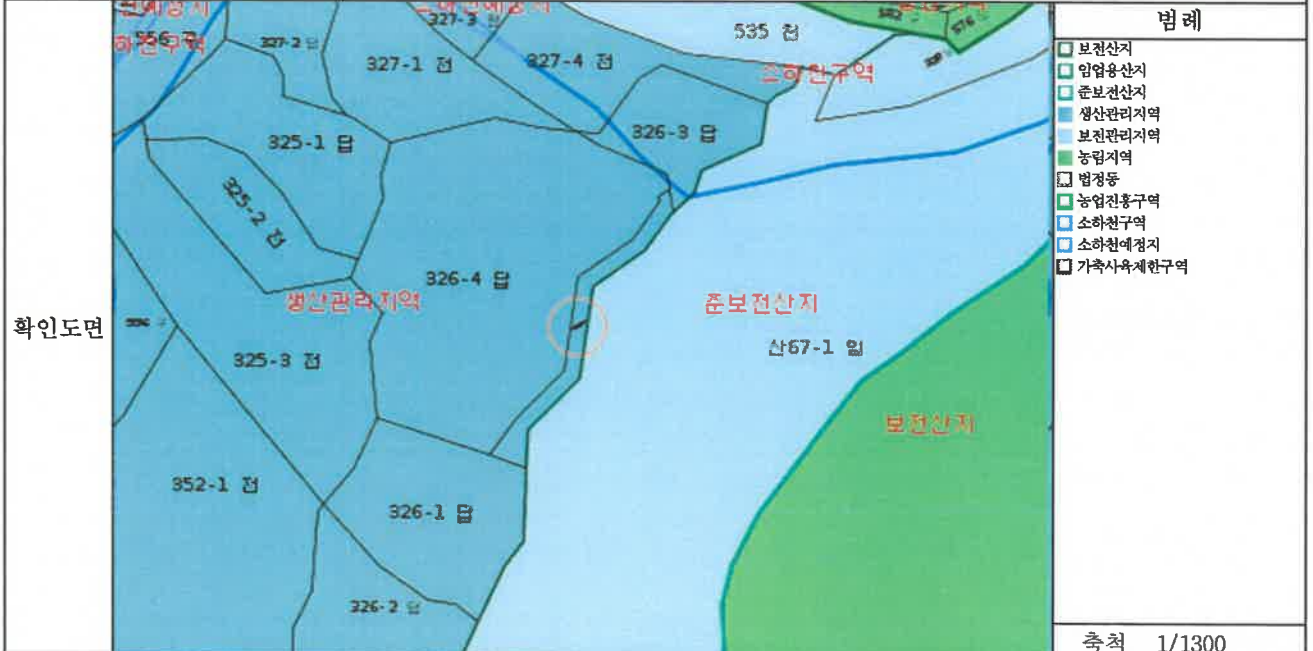 범례
보전산지
임업용산지
준보전산지
생산관리지역
보전관리지역
농림지역
법정동
농업진흥구역
소하천구역
소하천예정지
가축사육제한구역
축척 1/1300
확인도면
327-3 전
535 천
327-2 답
327-1 전
327-4 전
소하천구역
325-1 답
326-3 답
325-2 전
326-4 답
생산관리지역
준보전산지
산67-1 임
325-3 전
보전산지
352-1 전
326-1 답
326-2 답